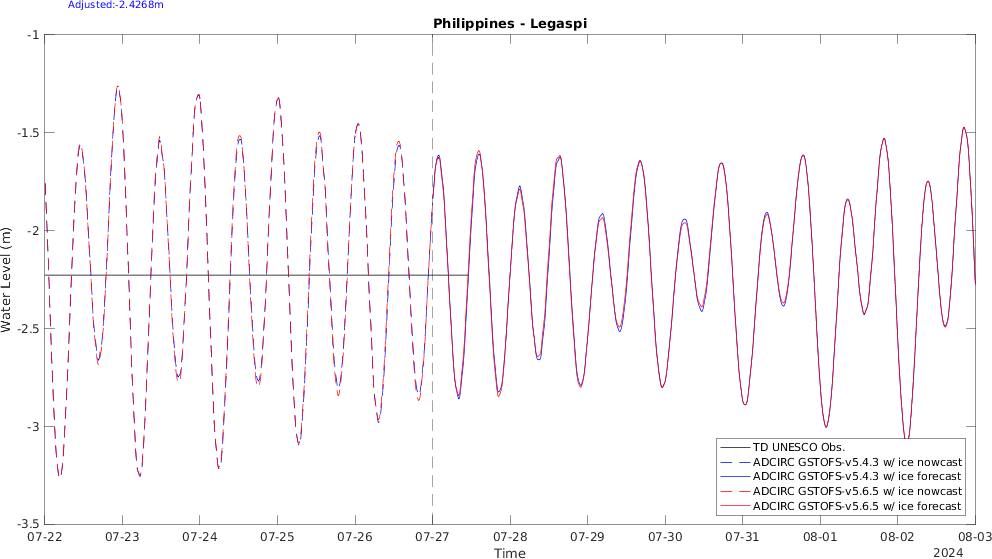 Adjusted:-2.4268m
Philippines - Legaspi
-1
-1.5
-2
-2.5
-3
-3.5
Water Level (m)
TD UNESCO Obs.
ADCIRC GSTOFS-v5.4.3 w/ ice nowcast
ADCIRC GSTOFS-v5.4.3 w/ ice forecast
ADCIRC GSTOFS-v5.6.5 w/ ice nowcast
ADCIRC GSTOFS-v5.6.5 w/ ice forecast
07-22 07-23 07-24 07-25 07-26 07-27 07-28 07-29 07-30 07-31 08-01 08-02 08-03
Time
2024